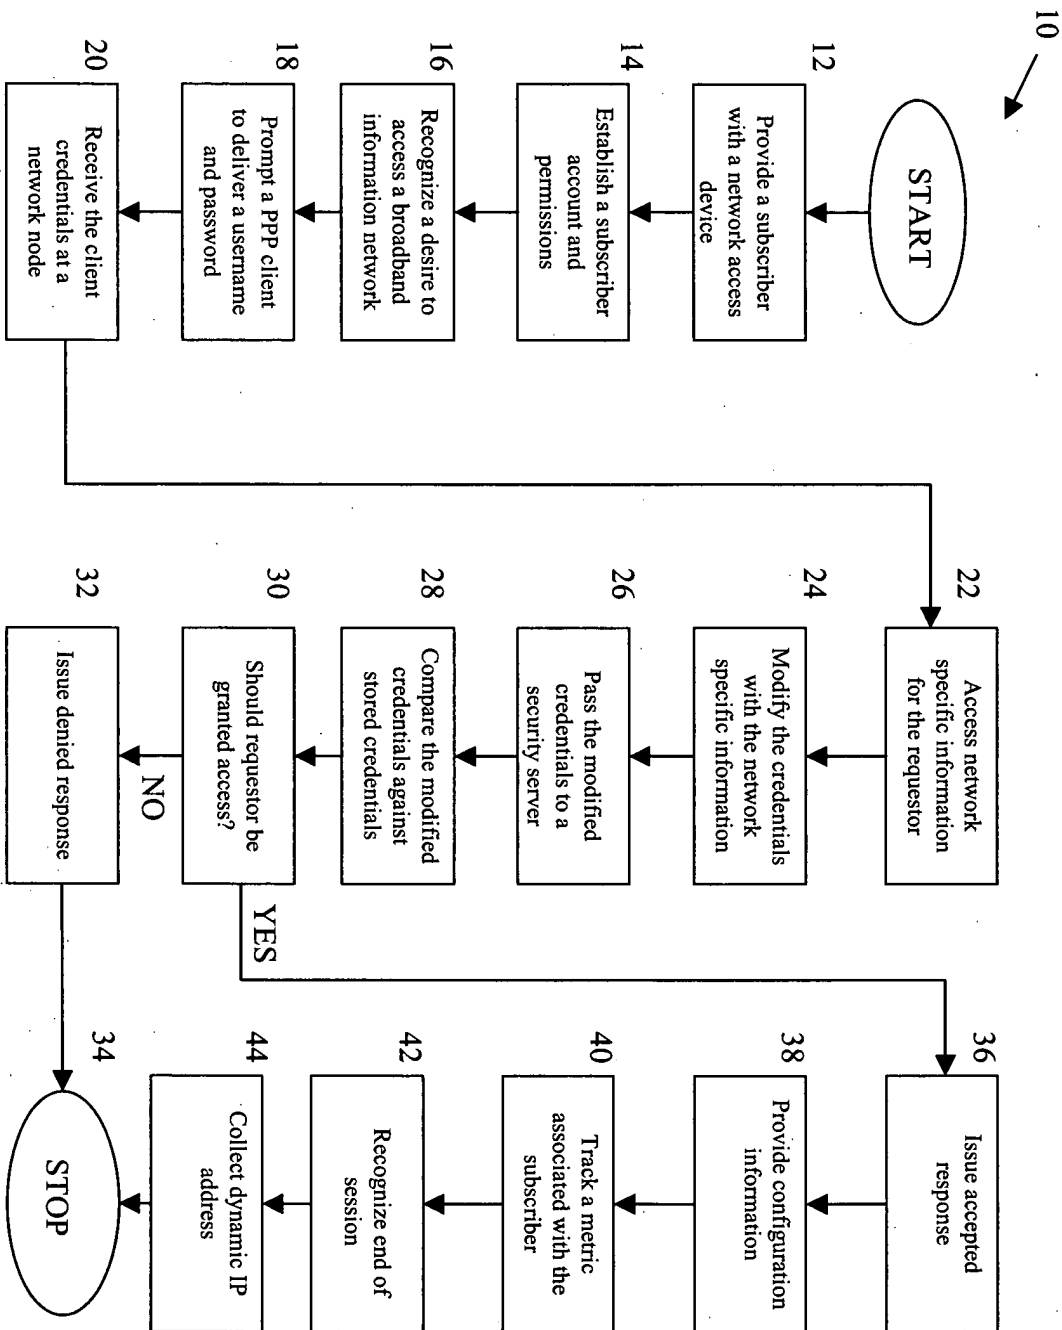 10
START
12
Provide a subscriber
with a network access
device
14
Establish a subscriber
account and
permissions
16
Recognize a desire to
access a broadband
information network
18
Prompt a PPP client
to deliver a username
and password
20
Receive the client
credentials at a
network node
22
Access network
specific information
for the requestor
24
Modify the credentials
with the network
specific information
26
Pass the modified
credentials to a
security server
28
Compare the modified
credentials against
stored credentials
30
Should requestor be
granted access?
NO
YES
32
Issue denied response
36
Issue accepted
response
38
Provide configuration
information
40
Track a metric
associated with the
subscriber
42
Recognize end of
session
44
Collect dynamic IP
address
34
STOP